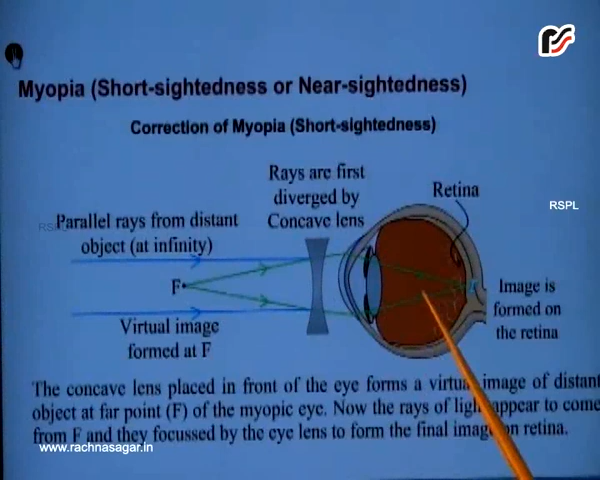 Myopia (Short-sightedness or Near-sightedness)
Correction of Myopia (Short-sightedness)
Rays are first
diverged by
Concave lens
Retina
RSPL
RSPL
Parallel rays from distant
object (at infinity)
F
Virtual image
formed at F
Image is
formed on
the retina
The concave lens placed in front of the eye forms a virtual image of distant
object at far point (F) of the myopic eye. Now the rays of light appear to come
from F and they focussed by the eye lens to form the final image on retina.
www.rachnasagar.in